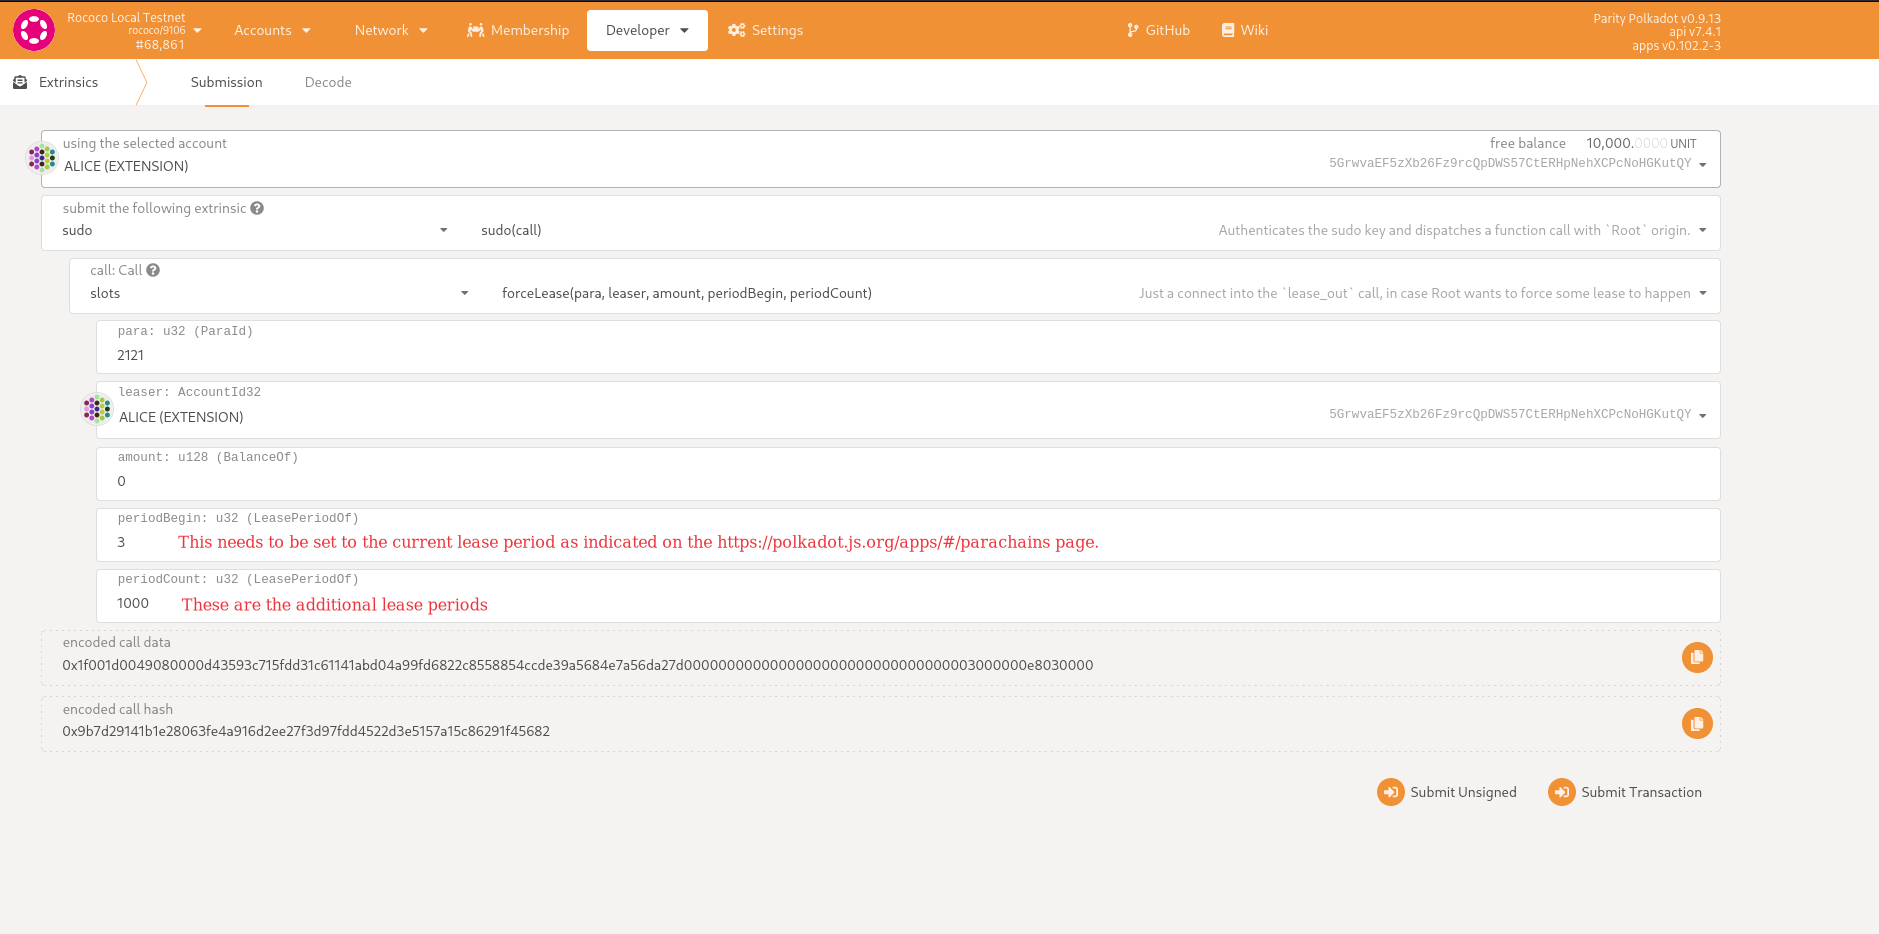 Rococo Local Testnet
rococo/9106
#68,861
Accounts
Network
Membership
Developer
Settings
GitHub
Wiki
Parity Polkadot v0.9.13
api v7.4.1
apps v0.102.2-3
Extrinsics
Submission
Decode
using the selected account
free balance 10,000.0000 UNIT
ALICE (EXTENSION)
5GrwvaEF5zXb26Fz9rcQpDWS57CtERHpNehXCPcNoHGKutQY
submit the following extrinsic
sudo
sudo(call)
Authenticates the sudo key and dispatches a function call with `Root` origin.
call: Call
slots
forceLease(para, leaser, amount, periodBegin, periodCount)
Just a connect into the `lease_out` call, in case Root wants to force some lease to happen
para: u32 (ParaId)
2121
leaser: AccountId32
ALICE (EXTENSION)
5GrwvaEF5zXb26Fz9rcQpDWS57CtERHpNehXCPcNoHGKutQY
amount: u128 (BalanceOf)
0
periodBegin: u32 (LeasePeriodOf)
3 This needs to be set to the current lease period as indicated on the https://polkadot.js.org/apps/#/parachains page.
periodCount: u32 (LeasePeriodOf)
1000 These are the additional lease periods
encoded call data
0x1f001d0049080000d43593c715fdd31c61141abd04a99fd6822c8558854ccde39a5684e7a56da27d0000000000000000000000000000000003000000e8030000
encoded call hash
0x9b7d29141b1e28063fe4a916d2ee27f3d97fdd4522d3e5157a15c86291f45682
Submit Unsigned
Submit Transaction